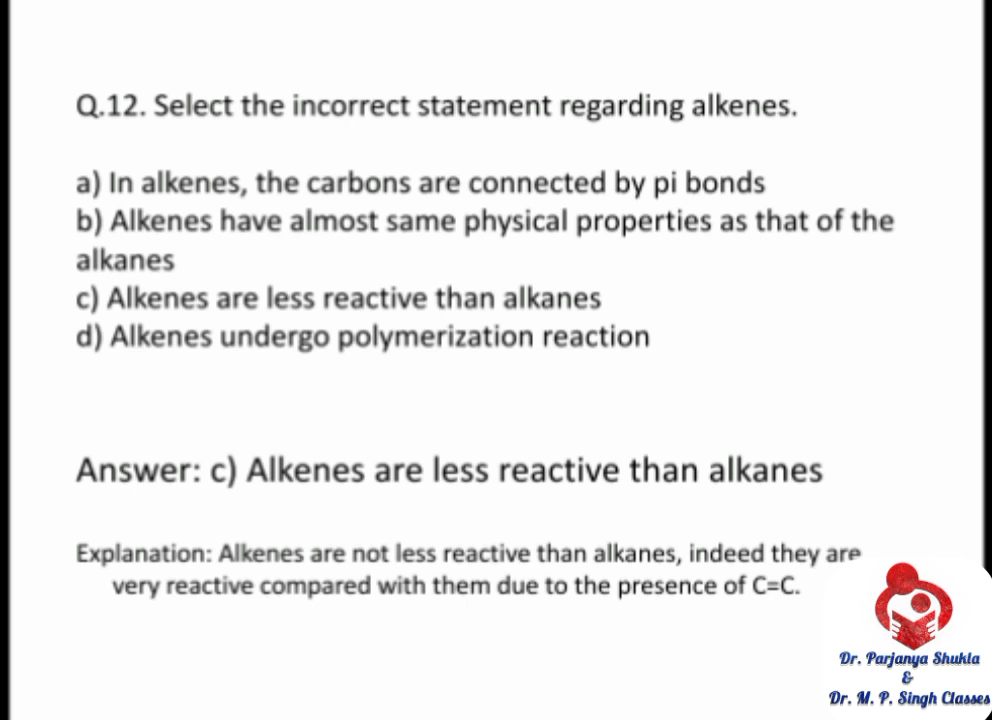 Q.12. Select the incorrect statement regarding alkenes.
a) In alkenes, the carbons are connected by pi bonds
b) Alkenes have almost same physical properties as that of the
alkanes
c) Alkenes are less reactive than alkanes
d) Alkenes undergo polymerization reaction
Answer: c) Alkenes are less reactive than alkanes
Explanation: Alkenes are not less reactive than alkanes, indeed they are
very reactive compared with them due to the presence of C=C.
Dr. Parjanya Shukla
&
Dr. M. P. Singh Classes